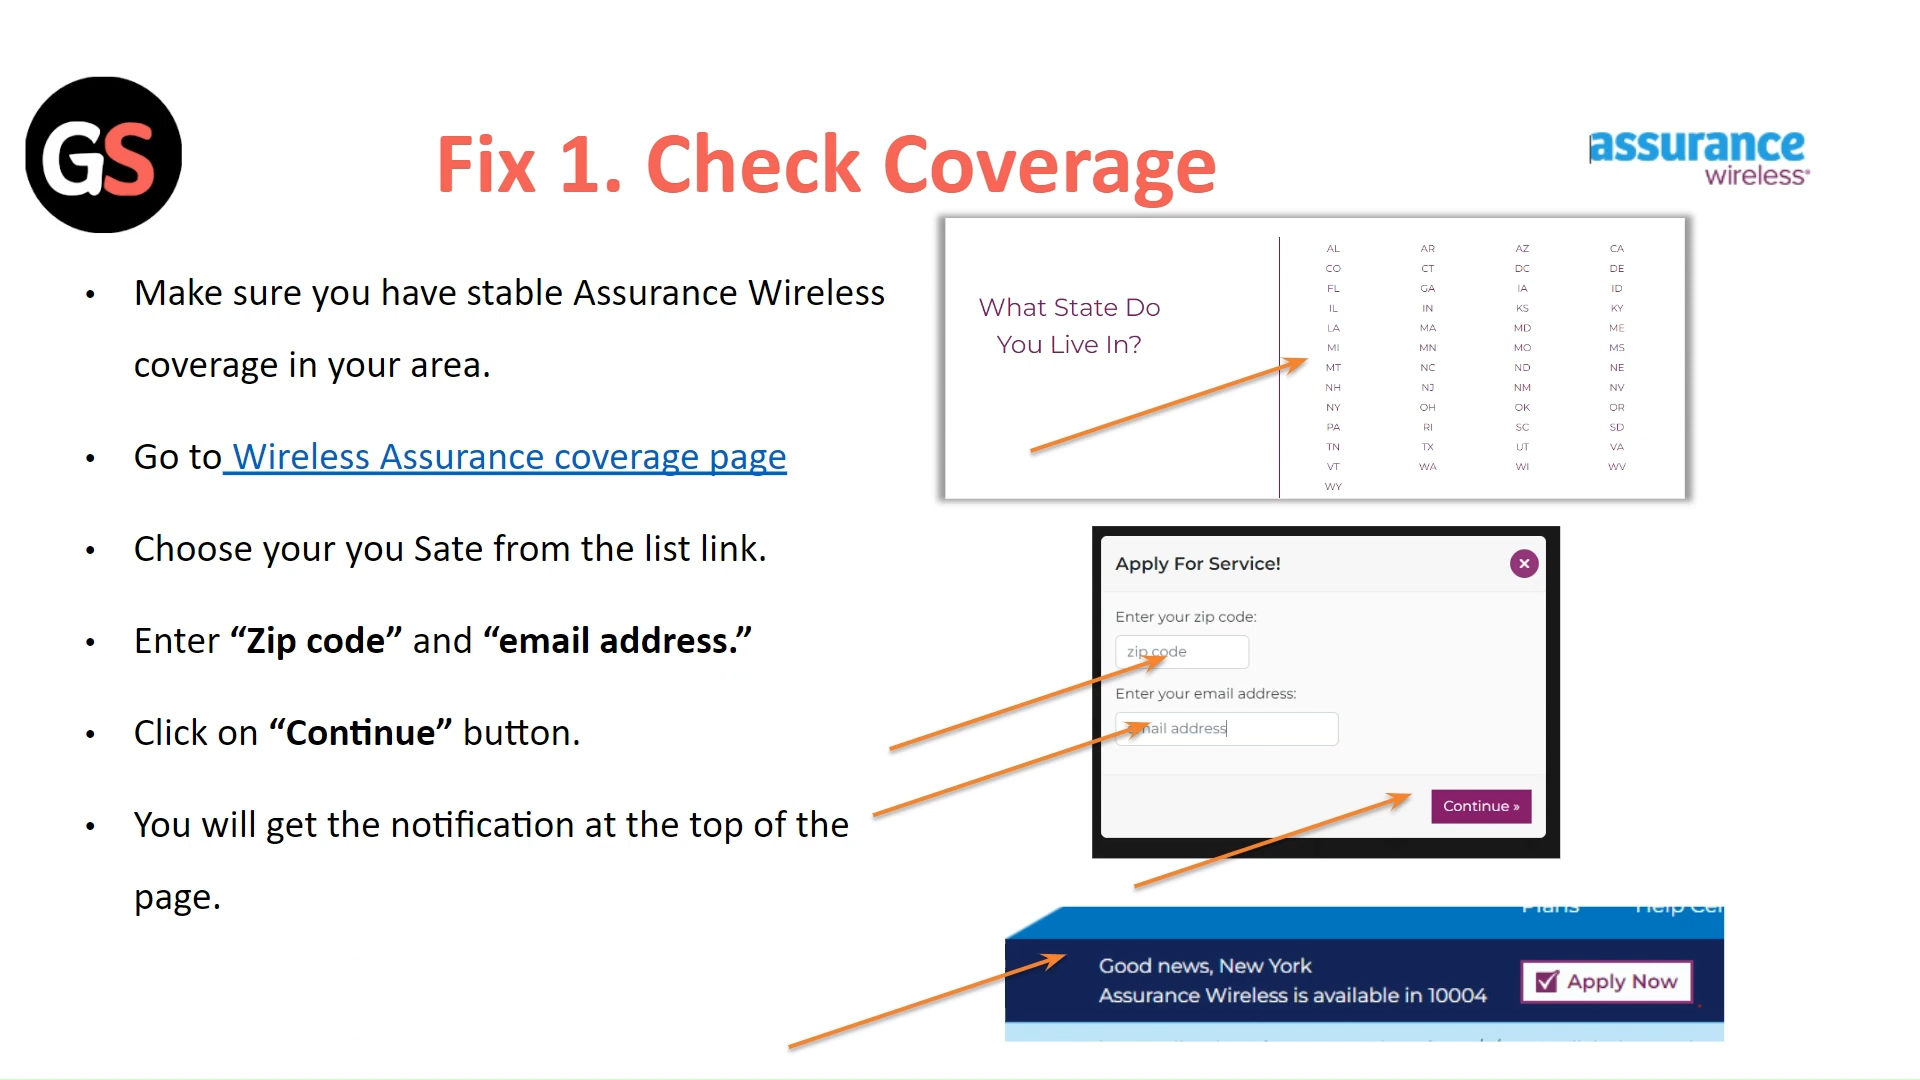 GS
Fix 1. Check Coverage
assurance
wireless®
• Make sure you have stable Assurance Wireless
coverage in your area.
• Go to Wireless Assurance coverage page
• Choose your you Sate from the list link.
• Enter “Zip code” and “email address.”
• Click on “Continue” button.
• You will get the notification at the top of the
page.
What State Do
You Live In?
AL AR AZ CA
CO CT DC DE
FL GA IA ID
IL IN KS KY
LA MA MD ME
MI MN MO MS
MT NC ND NE
NH NJ NM NV
NY OH OK OR
PA RI SC SD
TN TX UT VA
VT WA WI WV
WY
Apply For Service!
Enter your zip code:
zip code
Enter your email address:
email address
Continue »
Plans Help Cen
Good news, New York
Assurance Wireless is available in 10004
Apply Now